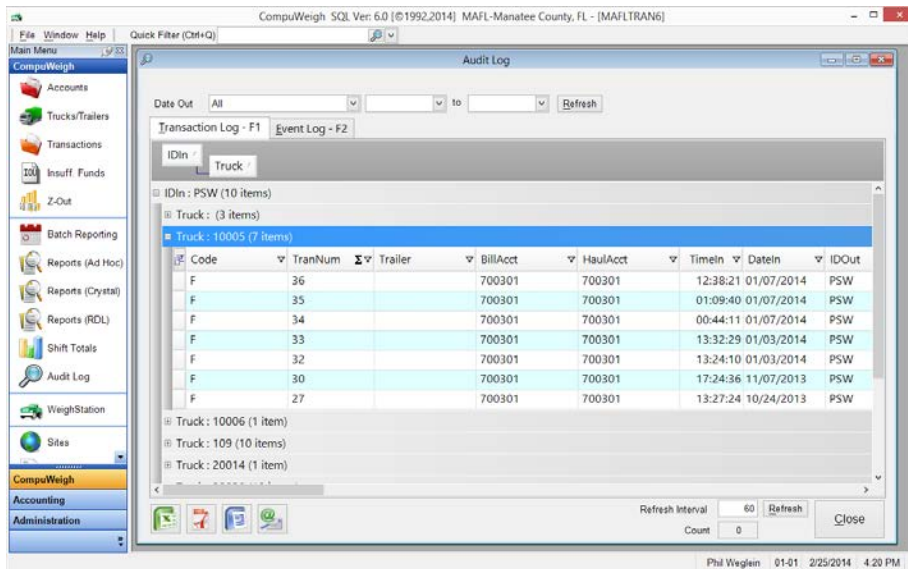 CompuWeigh SQL Ver: 6.0 [©1992,2014] MAFL-Manatee County, FL - [MAFLTRAN6]
File Window Help Quick Filter (Ctrl+Q)
Main Menu
CompuWeigh
Accounts
Trucks/Trailers
Transactions
Insuff. Funds
Z-Out
Batch Reporting
Reports (Ad Hoc)
Reports (Crystal)
Reports (RDL)
Shift Totals
Audit Log
WeighStation
Sites
CompuWeigh
Accounting
Administration
Audit Log
Date Out All to Refresh
Transaction Log - F1 Event Log - F2
IDIn
Truck
IDIn : PSW (10 items)
Truck : (3 items)
Truck : 10005 (7 items)
Code TranNum Σ Trailer BillAcct HaulAcct TimeIn DateIn IDOut
F 36 700301 700301 12:38:21 01/07/2014 PSW
F 35 700301 700301 01:09:40 01/07/2014 PSW
F 34 700301 700301 00:44:11 01/07/2014 PSW
F 33 700301 700301 13:32:29 01/03/2014 PSW
F 32 700301 700301 13:24:10 01/03/2014 PSW
F 30 700301 700301 17:24:36 11/07/2013 PSW
F 27 700301 700301 13:27:24 10/24/2013 PSW
Truck : 10006 (1 item)
Truck : 109 (10 items)
Truck : 20014 (1 item)
Refresh Interval 60 Refresh
Count 0
Close
Phil Weglein 01-01 2/25/2014 4:20 PM